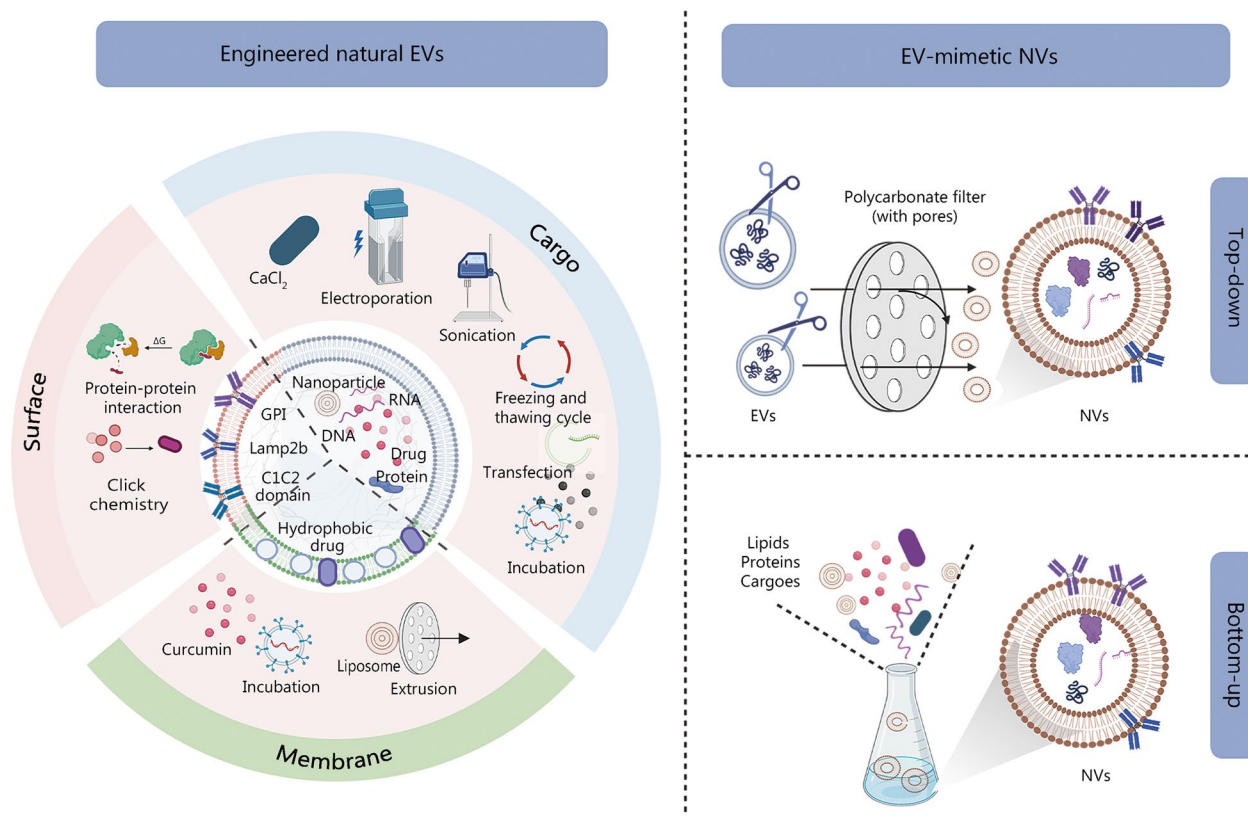 Engineered natural EVs
Cargo
CaCl2
Electroporation
Sonication
Freezing and
thawing cycle
Transfection
Incubation
Surface
ΔG
Protein-protein
interaction
Click
chemistry
GPI
Lamp2b
C1C2
domain
Nanoparticle
RNA
DNA
Drug
Protein
Hydrophobic
drug
Curcumin
Incubation
Liposome
Extrusion
Membrane
EV-mimetic NVs
Polycarbonate filter
(with pores)
EVs
NVs
Top-down
Lipids
Proteins
Cargoes
NVs
Bottom-up